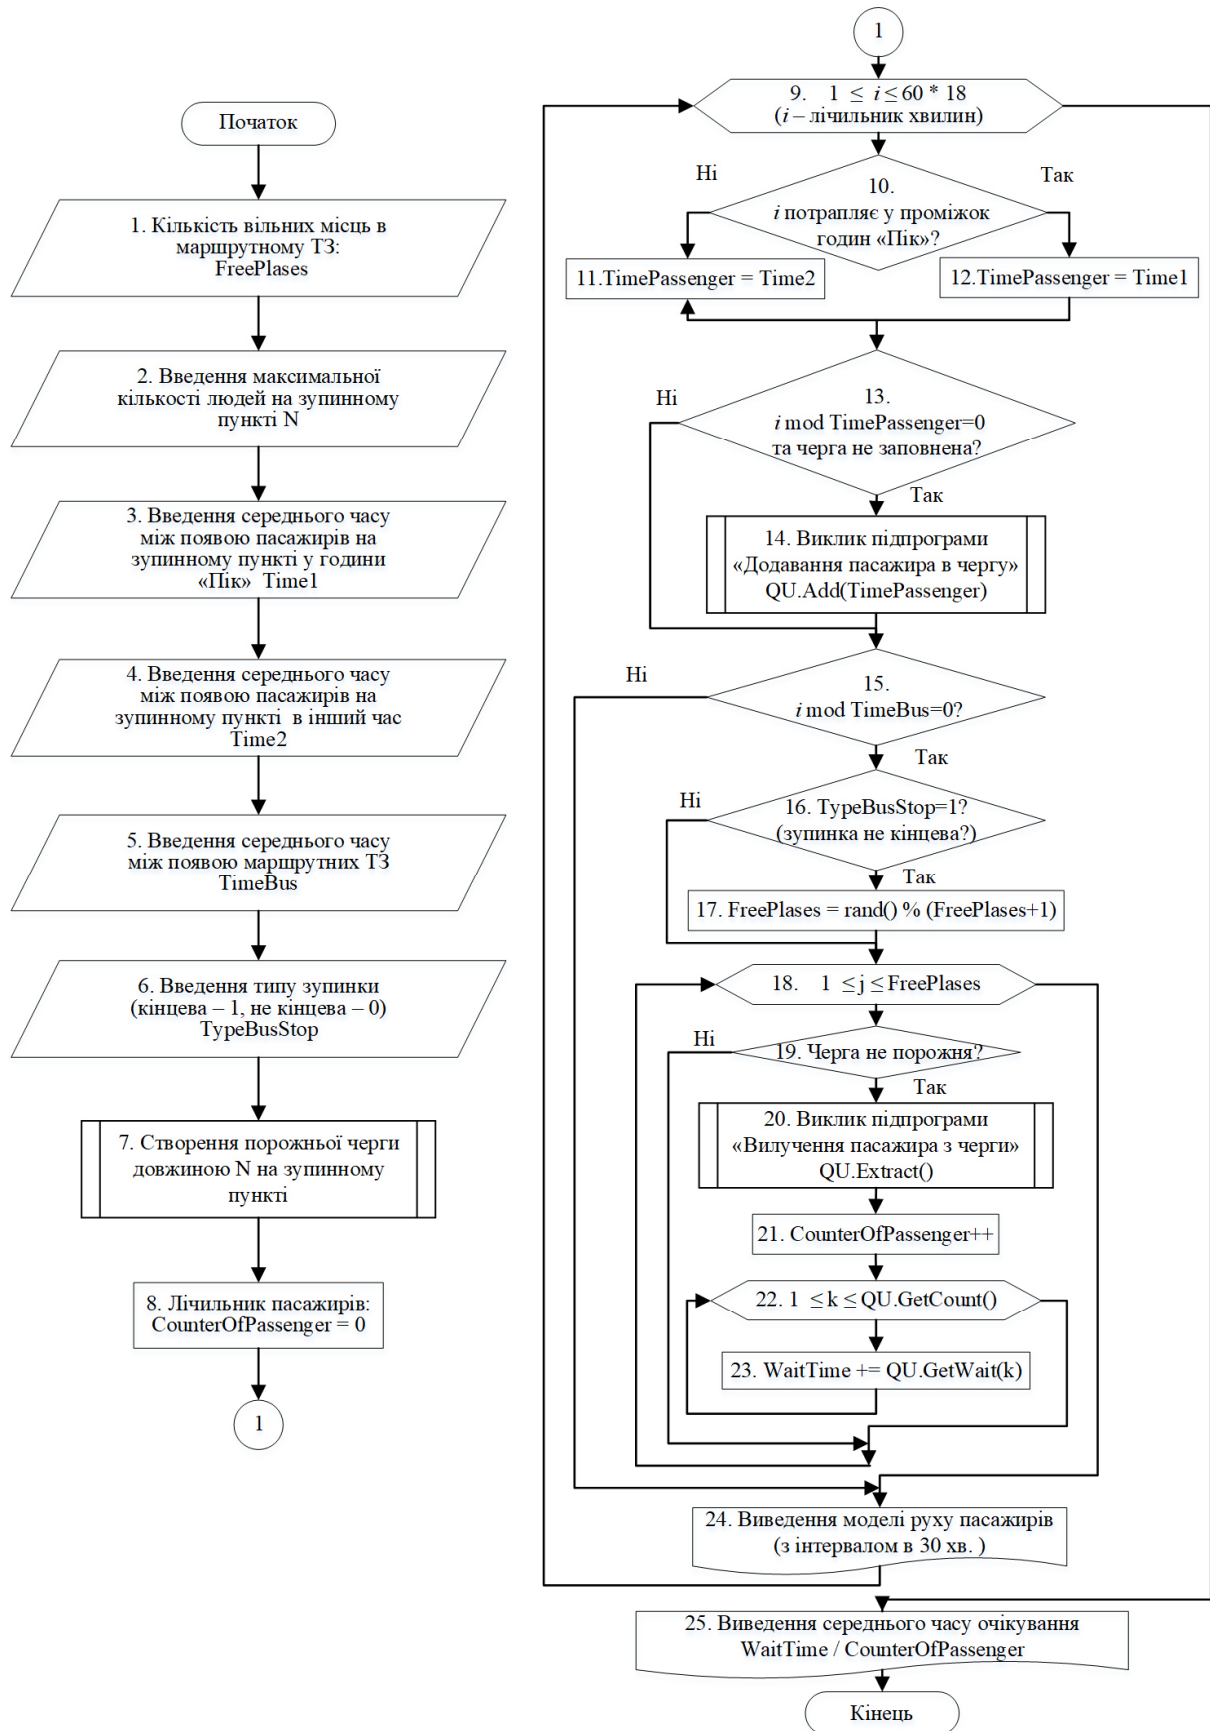 Початок
1. Кількість вільних місць в
маршрутному ТЗ:
FreePlases
2. Введення максимальної
кількості людей на зупинному
пункті N
3. Введення середнього часу
між появою пасажирів на
зупинному пункті у години
«Пік»  Time1
4. Введення середнього часу
між появою пасажирів на
зупинному пункті  в інший час
Time2
5. Введення середнього часу
між появою маршрутних ТЗ
TimeBus
6. Введення типу зупинки
(кінцева – 1, не кінцева – 0)
TypeBusStop
7. Створення порожньої черги
довжиною N на зупинному
пункті
8. Лічильник пасажирів:
CounterOfPassenger = 0
1
1
9.    1 ≤ i ≤ 60 * 18
(i – лічильник хвилин)
Ні
Так
10.
i потрапляє у проміжок
годин «Пік»?
11.TimePassenger = Time2
12.TimePassenger = Time1
Ні
13.
i mod TimePassenger=0
та черга не заповнена?
Так
14. Виклик підпрограми
«Додавання пасажира в чергу»
QU.Add(TimePassenger)
Ні
15.
i mod TimeBus=0?
Так
Ні
16. TypeBusStop=1?
(зупинка не кінцева?)
Так
17. FreePlases = rand() % (FreePlases+1)
18.    1 ≤ j ≤ FreePlases
Ні
19. Черга не порожня?
Так
20. Виклик підпрограми
«Вилучення пасажира з черги»
QU.Extract()
21. CounterOfPassenger++
22. 1 ≤ k ≤ QU.GetCount()
23. WaitTime += QU.GetWait(k)
24. Виведення моделі руху пасажирів
(з інтервалом в 30 хв. )
25. Виведення середнього часу очікування
WaitTime / CounterOfPassenger
Кінець